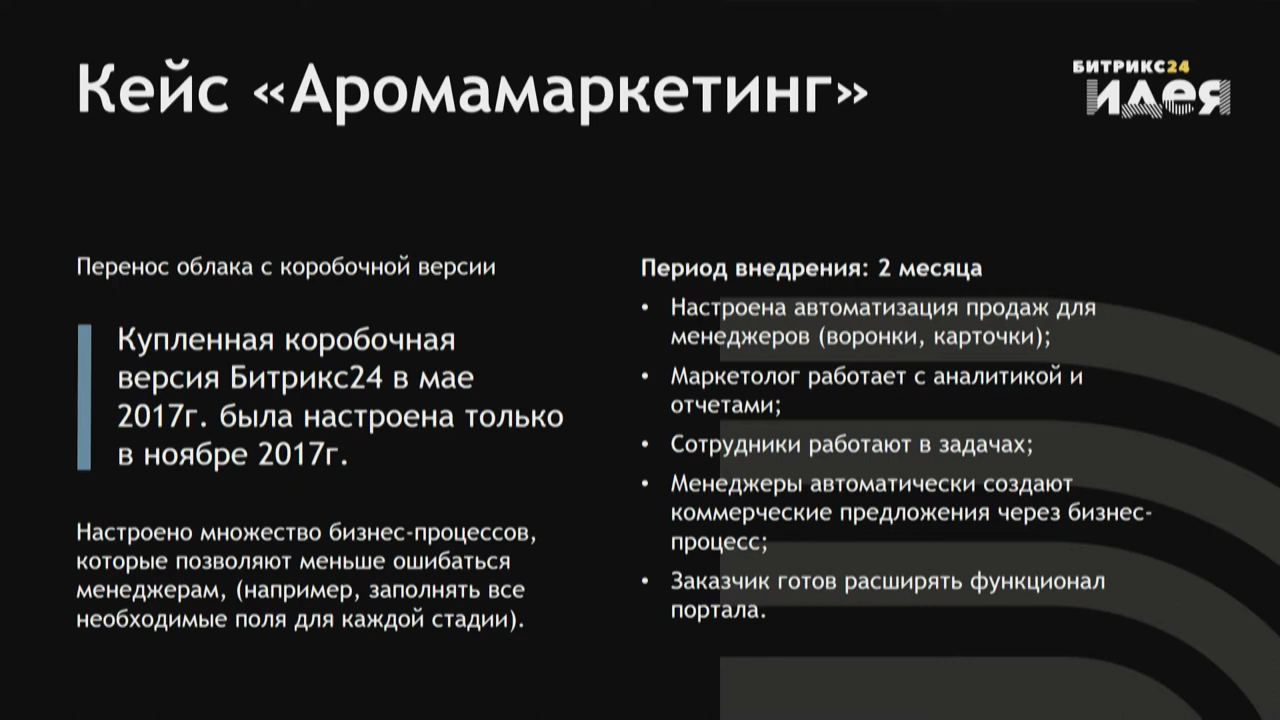 Кейс «Аромамаркетинг»
БИТРИКС24
идея
Перенос облака с коробочной версии
Купленная коробочная
версия Битрикс24 в мае
2017г. была настроена только
в ноябре 2017г.
Настроено множество бизнес-процессов,
которые позволяют меньше ошибаться
менеджерам, (например, заполнять все
необходимые поля для каждой стадии).
Период внедрения: 2 месяца
• Настроена автоматизация продаж для
менеджеров (воронки, карточки);
• Маркетолог работает с аналитикой и
отчетами;
• Сотрудники работают в задачах;
• Менеджеры автоматически создают
коммерческие предложения через бизнес-
процесс;
• Заказчик готов расширять функционал
портала.